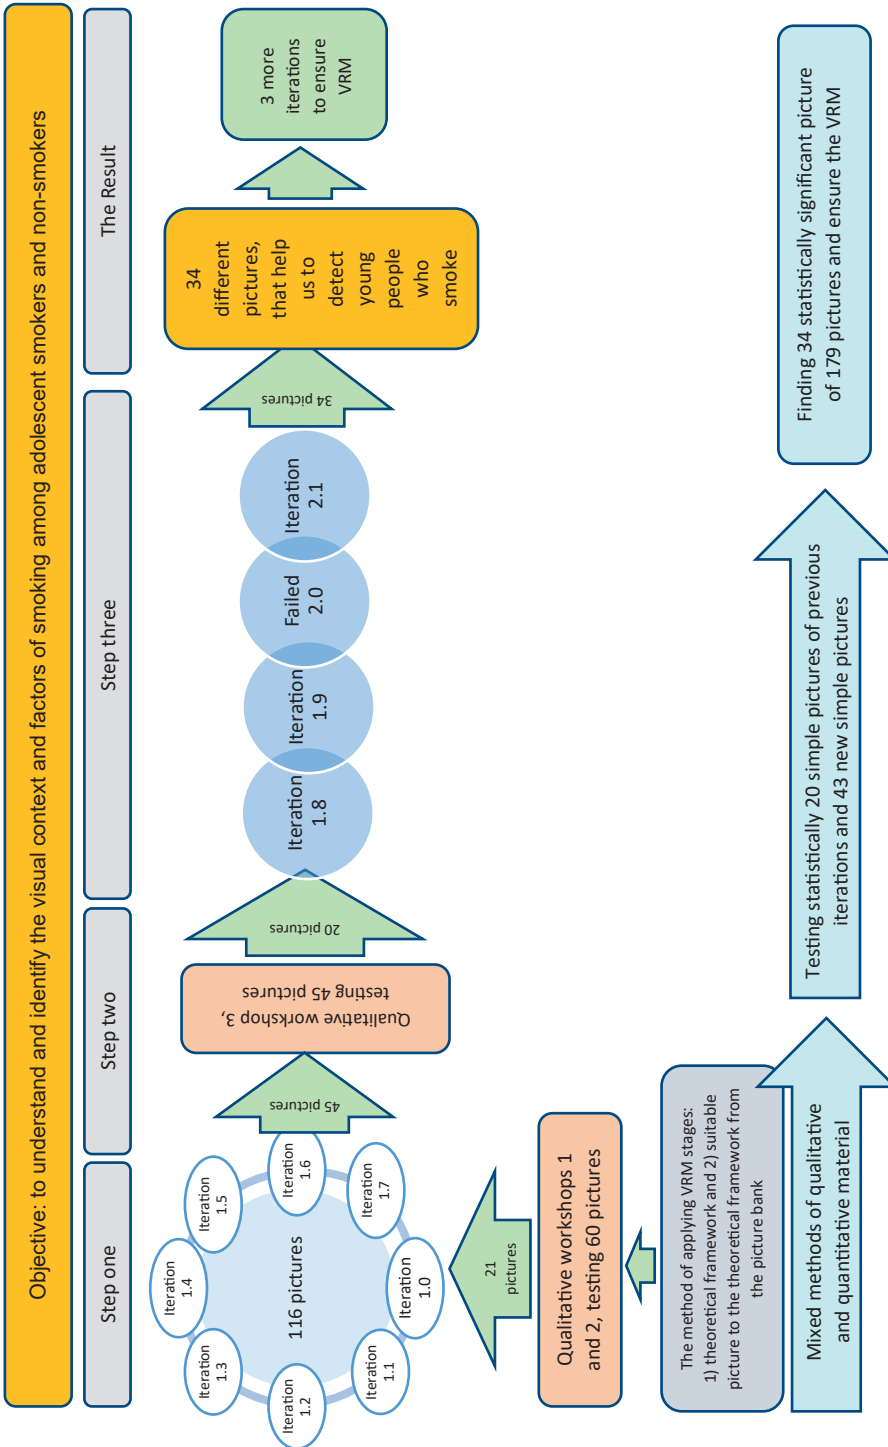 Objective: to understand and identify the visual context and factors of smoking among adolescent smokers and non-smokers
Step one
Step two
Step three
The Result
Iteration
1.4
Iteration
1.3
Iteration
1.5
Iteration
1.2
116 pictures
Iteration
1.6
Iteration
1.1
Iteration
1.7
Iteration
1.0
45 pictures
Qualitative workshop 3,
testing 45 pictures
20 pictures
Iteration
1.8
Iteration
1.9
Failed
2.0
Iteration
2.1
34 pictures
34
different
pictures,
that help
us to
detect
young
people
who
smoke
3 more
iterations
to ensure
VRM
21
pictures
Qualitative workshops 1
and 2, testing 60 pictures
The method of applying VRM stages:
1) theoretical framework and 2) suitable
picture to the theoretical framework from
the picture bank
Mixed methods of qualitative
and quantitative material
Testing statistically 20 simple pictures of previous
iterations and 43 new simple pictures
Finding 34 statistically significant picture
of 179 pictures and ensure the VRM